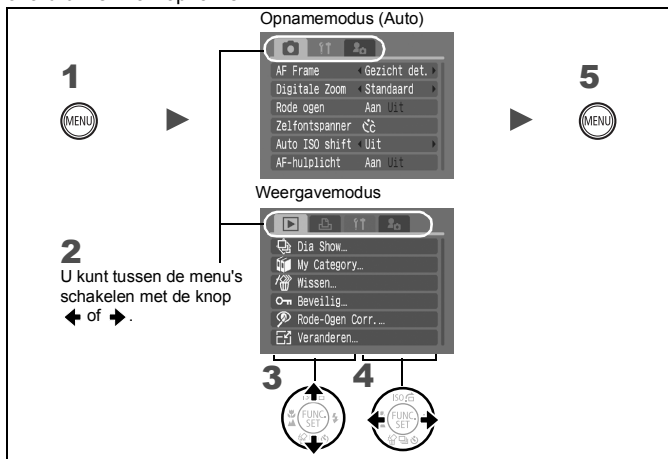 Opnamemodus (Auto)
1
MENU
AF Frame Gezicht det.
Digitale Zoom Standaard
Rode ogen Aan Uit
Zelfontspanner
Auto ISO shift Uit
AF-hulplicht Aan Uit
5
MENU
Weergavemodus
2
U kunt tussen de menu's
schakelen met de knop
of .
Dia Show…
My Category…
Wissen…
Beveilig…
Rode-Ogen Corr.…
Veranderen…
3
4
FUNC.
SET
ISO
FUNC.
SET